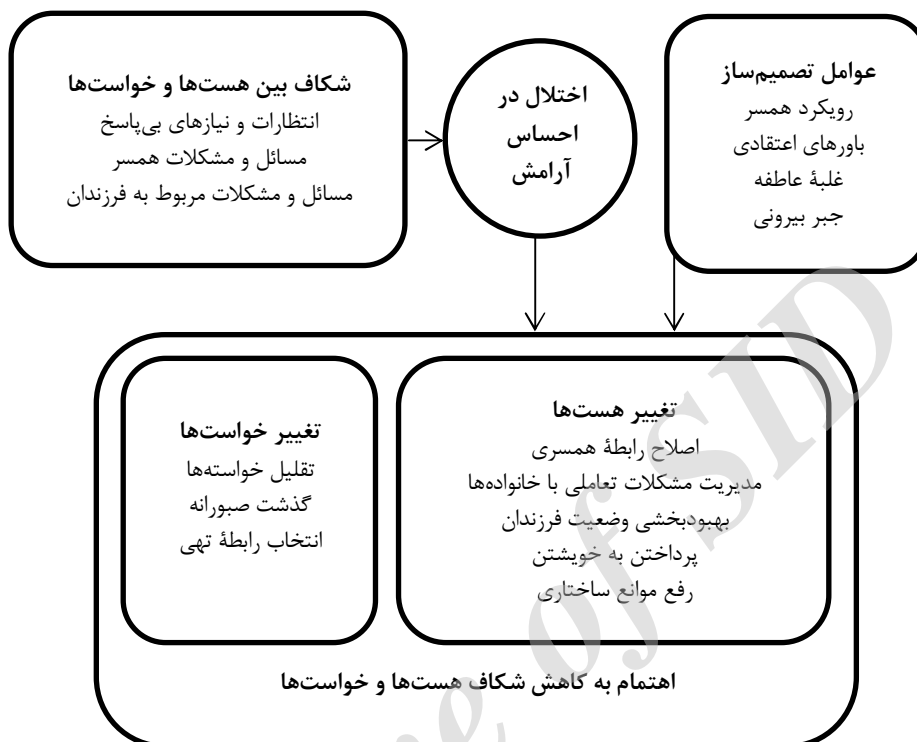 عوامل تصمیم‌ساز
رویکرد همسر
باورهای اعتقادی
غلبهٔ عاطفه
جبر بیرونی
اختلال در
احساس
آرامش
شکاف بین هست‌ها و خواست‌ها
انتظارات و نیازهای بی‌پاسخ
مسائل و مشکلات همسر
مسائل و مشکلات مربوط به فرزندان
تغییر هست‌ها
اصلاح رابطهٔ همسری
مدیریت مشکلات تعاملی با خانواده‌ها
بهبودبخشی وضعیت فرزندان
پرداختن به خویشتن
رفع موانع ساختاری
تغییر خواست‌ها
تقلیل خواسته‌ها
گذشت صبورانه
انتخاب رابطهٔ تهی
اهتمام به کاهش شکاف هست‌ها و خواست‌ها
ve of SID